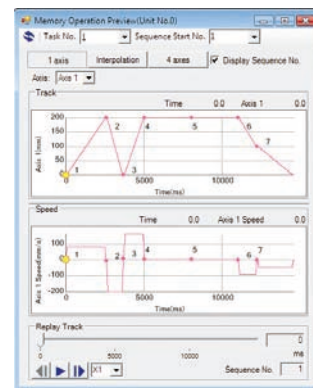 Memory Operation Preview(Unit No.0)
Task No. 1 Sequence Start No. 1
1 axis Interpolation 4 axes Display Sequence No.
Axis: Axis 1
Track
Time 0.0 Axis 1 0.0
Axis 1(mm)
200
150
100
50
0
1 2 3 4 5 6 7
0 5000 10000
Time(ms)
Speed
Time 0.0 Axis 1 Speed 0.0
Axis 1 Speed(mm/s)
100
0
-100
-200
1 2 3 4 5 6 7
0 5000 10000
Time(ms)
Replay Track
0
0 5000 10000 ms
X1 Sequence No. 1